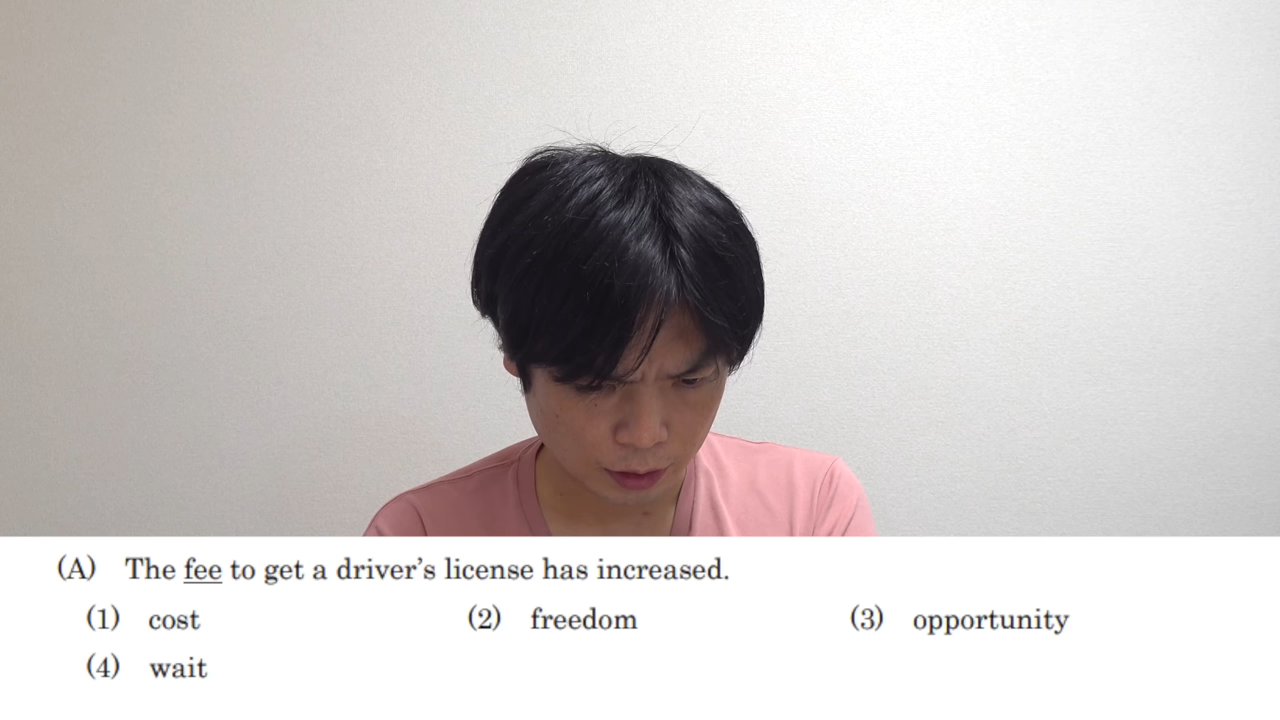 (A) The fee to get a driver’s license has increased.
(1) cost (2) freedom (3) opportunity
(4) wait